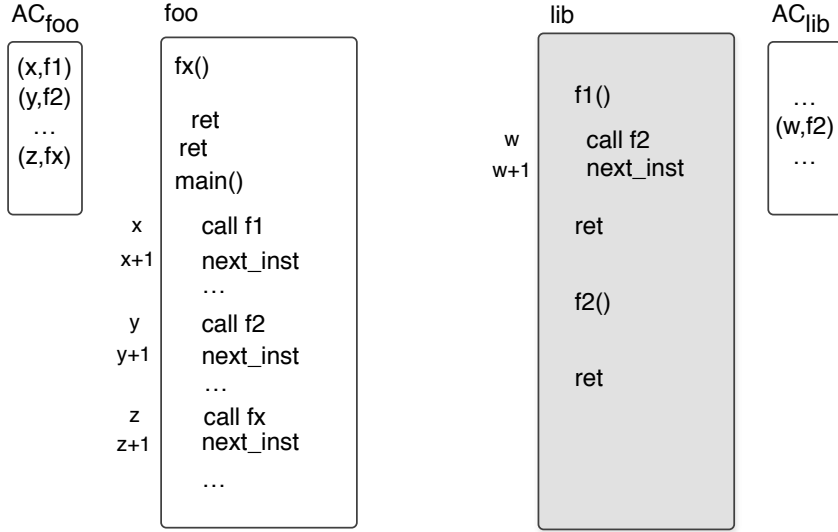 AC_foo
(x,f1)
(y,f2)
…
(z,fx)
foo
fx()
ret
ret
main()
x call f1
x+1 next_inst
…
y call f2
y+1 next_inst
…
z call fx
z+1 next_inst
…
lib
f1()
w call f2
w+1 next_inst
ret
f2()
ret
AC_lib
…
(w,f2)
…